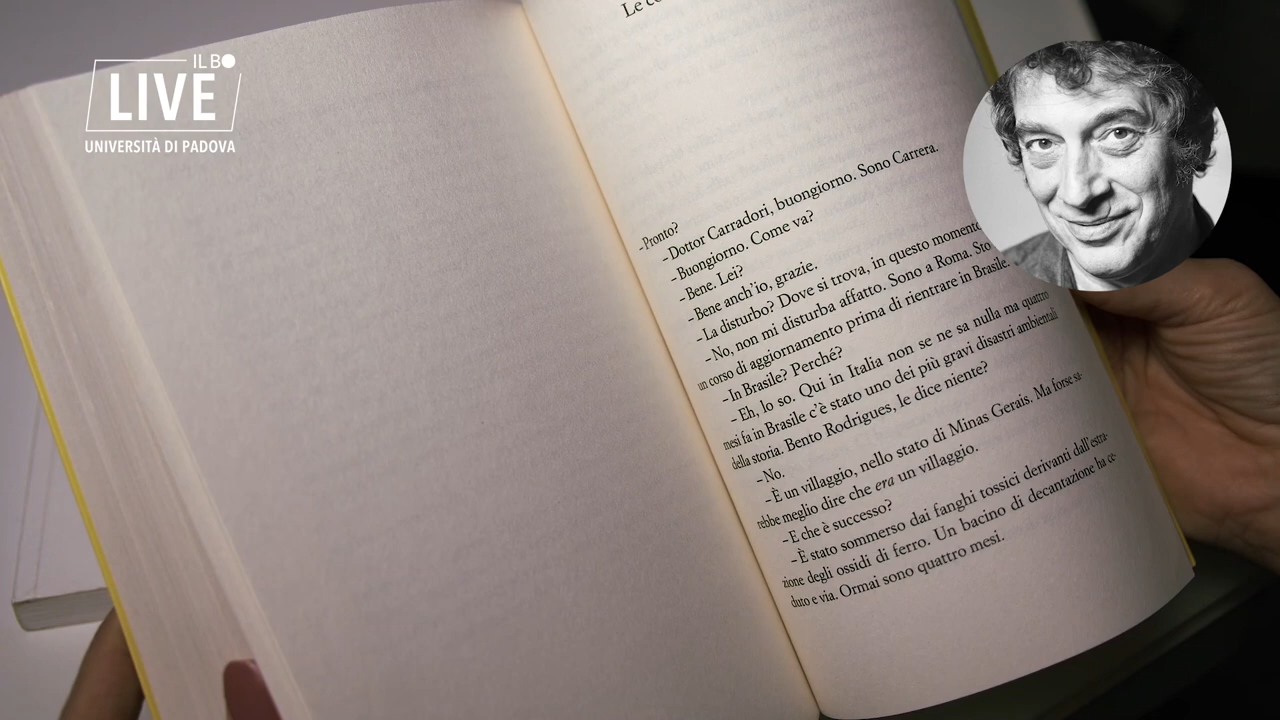 IL BO
LIVE
UNIVERSITÀ DI PADOVA
Le
-Pronto?
-Dottor Carradori, buongiorno. Sono Carrera.
-Buongiorno. Come va?
-Bene. Lei?
-Bene anch'io, grazie.
-La disturbo? Dove si trova, in questo momento
-No, non mi disturba affatto. Sono a Roma. Sto
un corso di aggiornamento prima di rientrare in Brasile.
-In Brasile? Perché?
-Eh, lo so. Qui in Italia non se ne sa nulla ma quattro
mesi fa in Brasile c'è stato uno dei più gravi disastri ambientali
della storia. Bento Rodrigues, le dice niente?
-No.
-È un villaggio, nello stato di Minas Gerais. Ma forse sa-
rebbe meglio dire che era un villaggio.
-E che è successo?
-È stato sommerso dai fanghi tossici derivanti dall'estra-
zione degli ossidi di ferro. Un bacino di decantazione ha ce-
duto e via. Ormai sono quattro mesi.